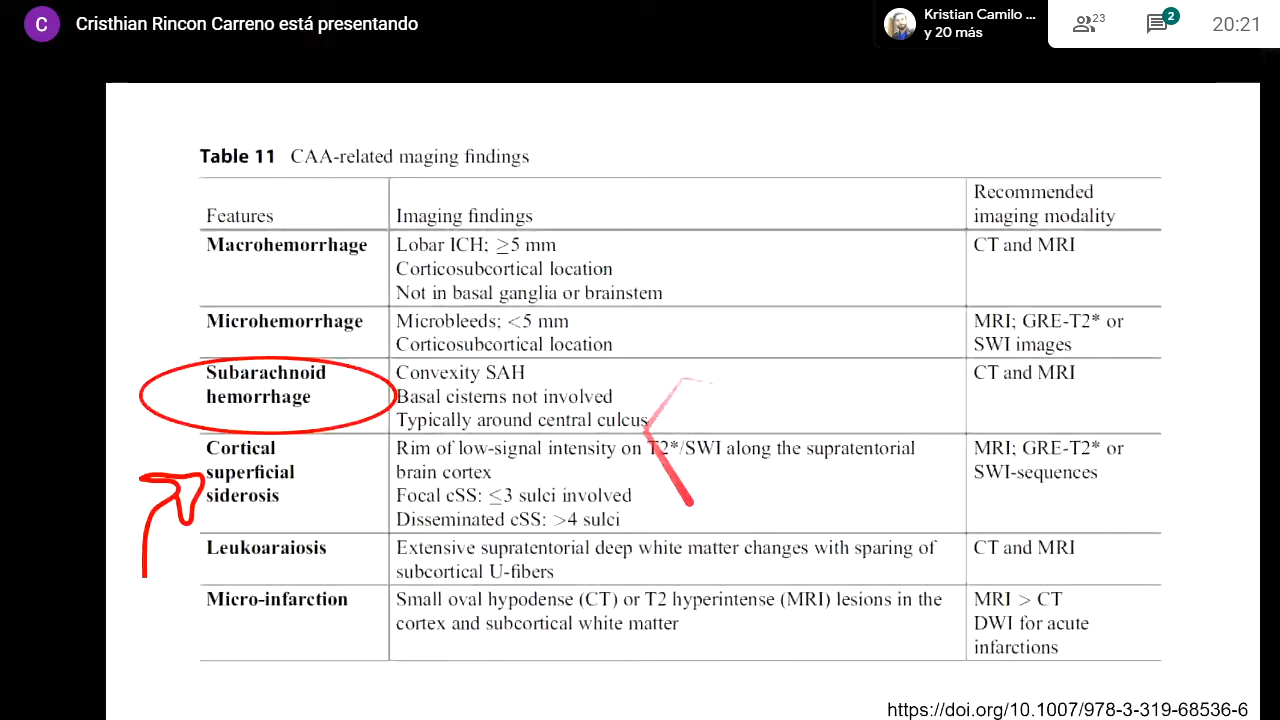 C Cristhian Rincon Carreno está presentando
Kristian Camilo ...
y 20 más
23
2
20:21
Table 11 CAA-related maging findings
Features Imaging findings Recommended imaging modality
Macrohemorrhage Lobar ICH; ≥5 mm CT and MRI
Corticosubcortical location
Not in basal ganglia or brainstem
Microhemorrhage Microbleeds; <5 mm MRI; GRE-T2* or
Corticosubcortical location SWI images
Subarachnoid Convexity SAH CT and MRI
hemorrhage Basal cisterns not involved
Typically around central culcus
Cortical Rim of low-signal intensity on T2*/SWI along the supratentorial MRI; GRE-T2* or
superficial brain cortex SWI-sequences
siderosis Focal cSS: ≤3 sulci involved
Disseminated cSS: >4 sulci
Leukoaraiosis Extensive supratentorial deep white matter changes with sparing of CT and MRI
subcortical U-fibers
Micro-infarction Small oval hypodense (CT) or T2 hyperintense (MRI) lesions in the MRI > CT
cortex and subcortical white matter DWI for acute
infarctions
https://doi.org/10.1007/978-3-319-68536-6